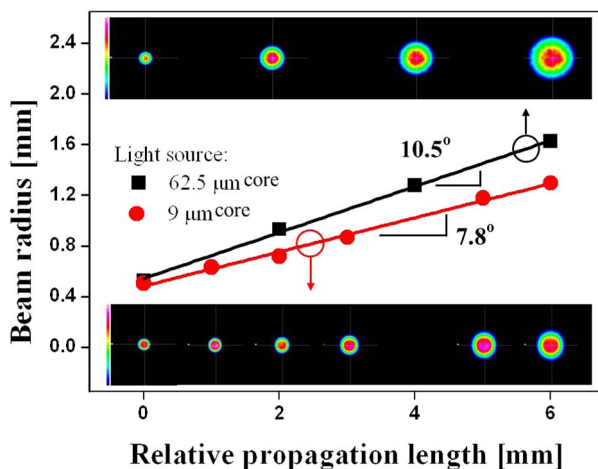 Beam radius [mm]
2.4
2.0
1.6
1.2
0.8
0.4
0.0
10.5°
Light source:
62.5 μm core
9 μm core
7.8°
0 2 4 6
Relative propagation length [mm]